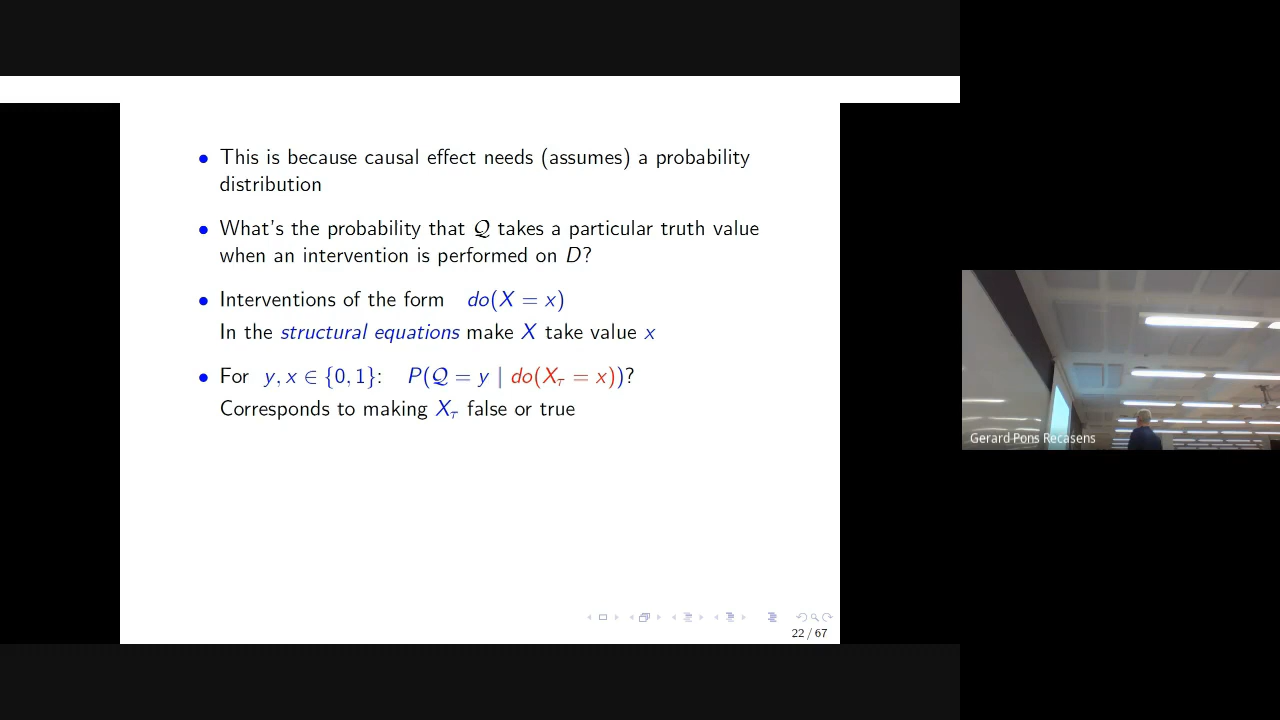 • This is because causal effect needs (assumes) a probability
distribution
• What's the probability that 𝒬 takes a particular truth value
when an intervention is performed on D?
• Interventions of the form do(X = x)
In the structural equations make X take value x
• For y, x ∈ {0, 1}: P(𝒬 = y | do(X_τ = x))?
Corresponds to making X_τ false or true
Gerard Pons Recasens
22 / 67